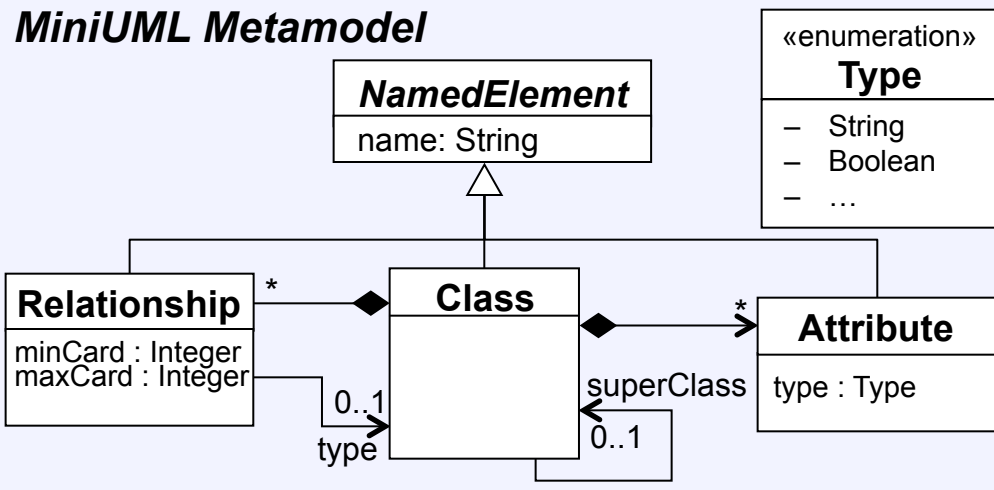 MiniUML Metamodel
«enumeration»
Type
– String
– Boolean
– …
NamedElement
name: String
Relationship
minCard : Integer
maxCard : Integer
*
Class
*
Attribute
type : Type
superClass
0..1
0..1
type